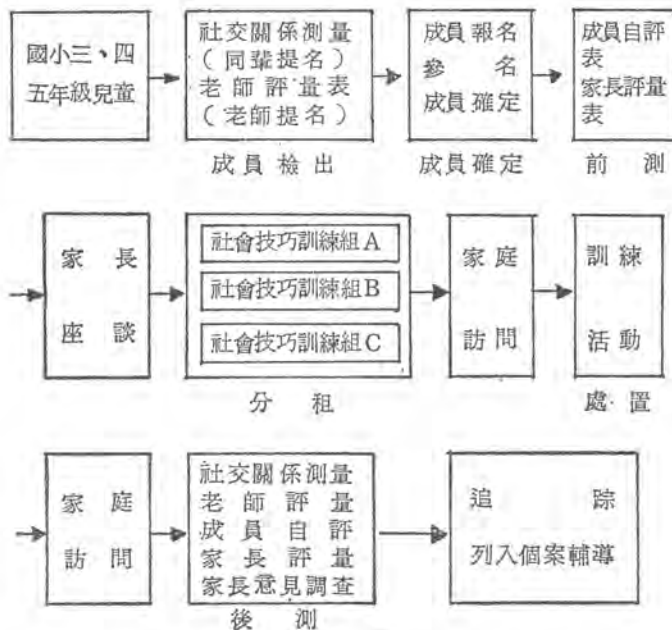 國小三、四
五年級兒童
社交關係測量
(同輩提名)
老師評量表
(老師提名)
成員檢出
成員報名
參名
成員確定
成員確定
成員自評
表
家長評量
表
前測
家長
座談
社會技巧訓練組A
社會技巧訓練組B
社會技巧訓練組C
分租
家庭
訪問
訓練
活動
處置
家庭
訪問
社交關係測量
老師評量
成員自評
家長評量
家長意見調查
後測
追踪
列入個案輔導